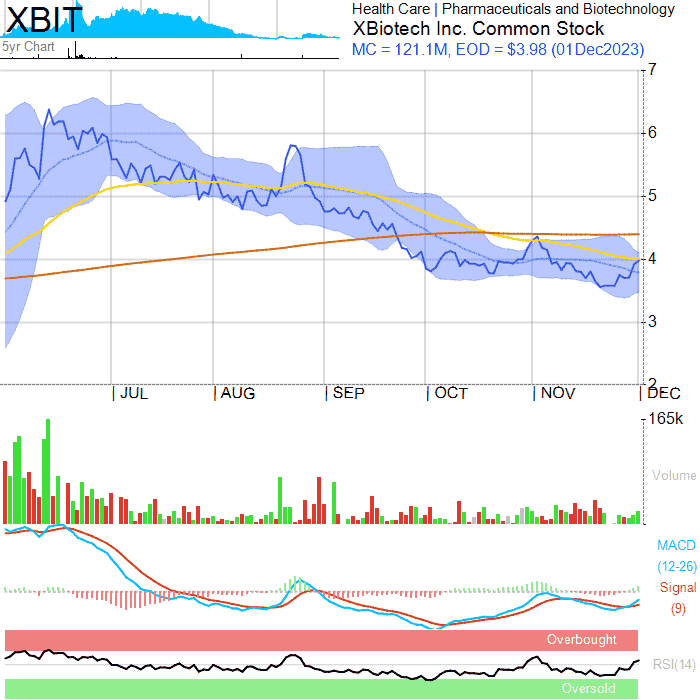 XBIT
5yr Chart
Health Care | Pharmaceuticals and Biotechnology
XBiotech Inc. Common Stock
MC = 121.1M, EOD = $3.98 (01Dec2023)
7
6
5
4
3
2
JUL AUG SEP OCT NOV DEC
165k
Volume
MACD
(12-26)
Signal
(9)
Overbought
RSI(14)
Oversold